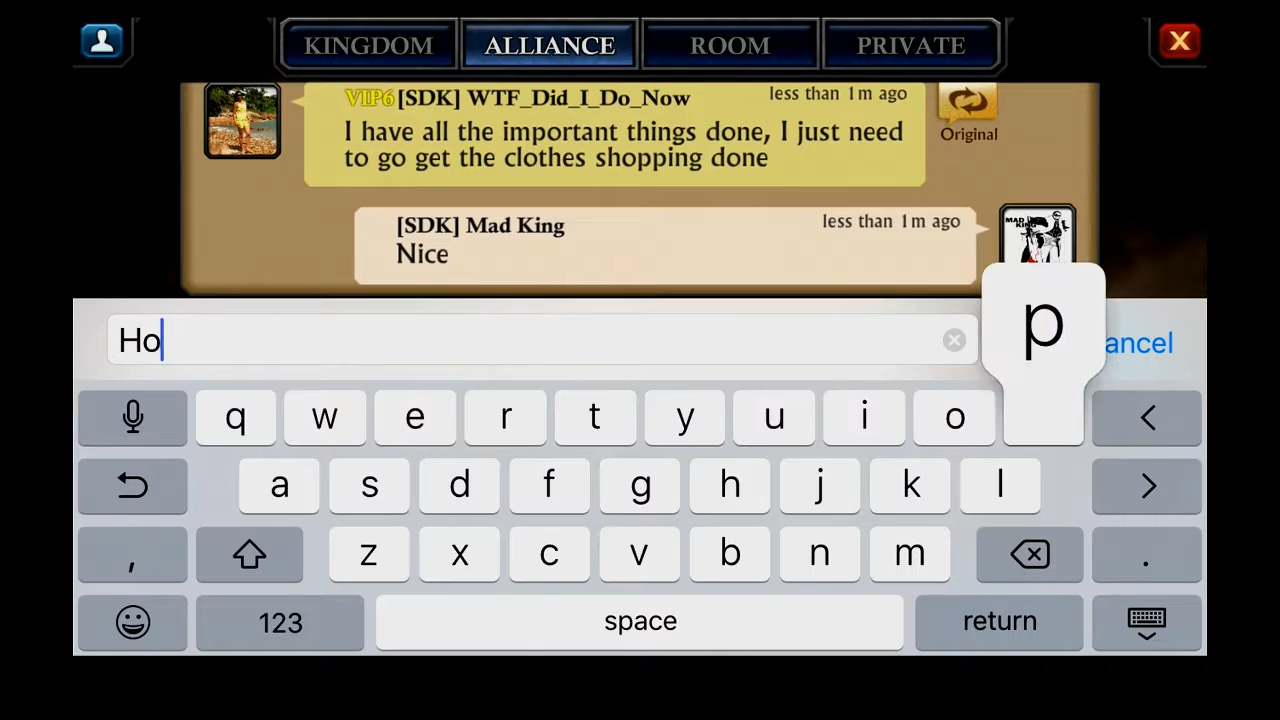 KINGDOM
ALLIANCE
ROOM
PRIVATE
VIP6 [SDK] WTF_Did_I_Do_Now
less than 1m ago
I have all the important things done, I just need
to go get the clothes shopping done
Original
[SDK] Mad King
less than 1m ago
Nice
MAD
KING
Ho
p
ancel
q w e r t y u i o
a s d f g h j k l
, z x c v b n m .
123
space
return